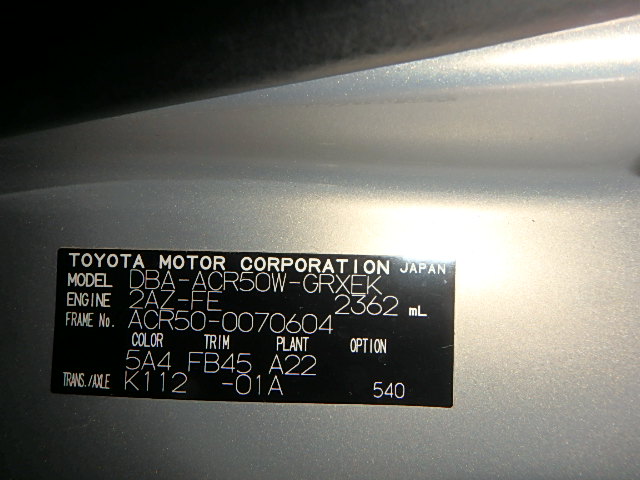 TOYOTA MOTOR CORPORATION JAPAN
MODEL DBA-ACR50W-GRXEK
ENGINE 2AZ-FE 2362 mL
FRAME No. ACR50-0070604
COLOR TRIM PLANT OPTION
5A4 FB45 A22
TRANS./AXLE K112 -01A 540